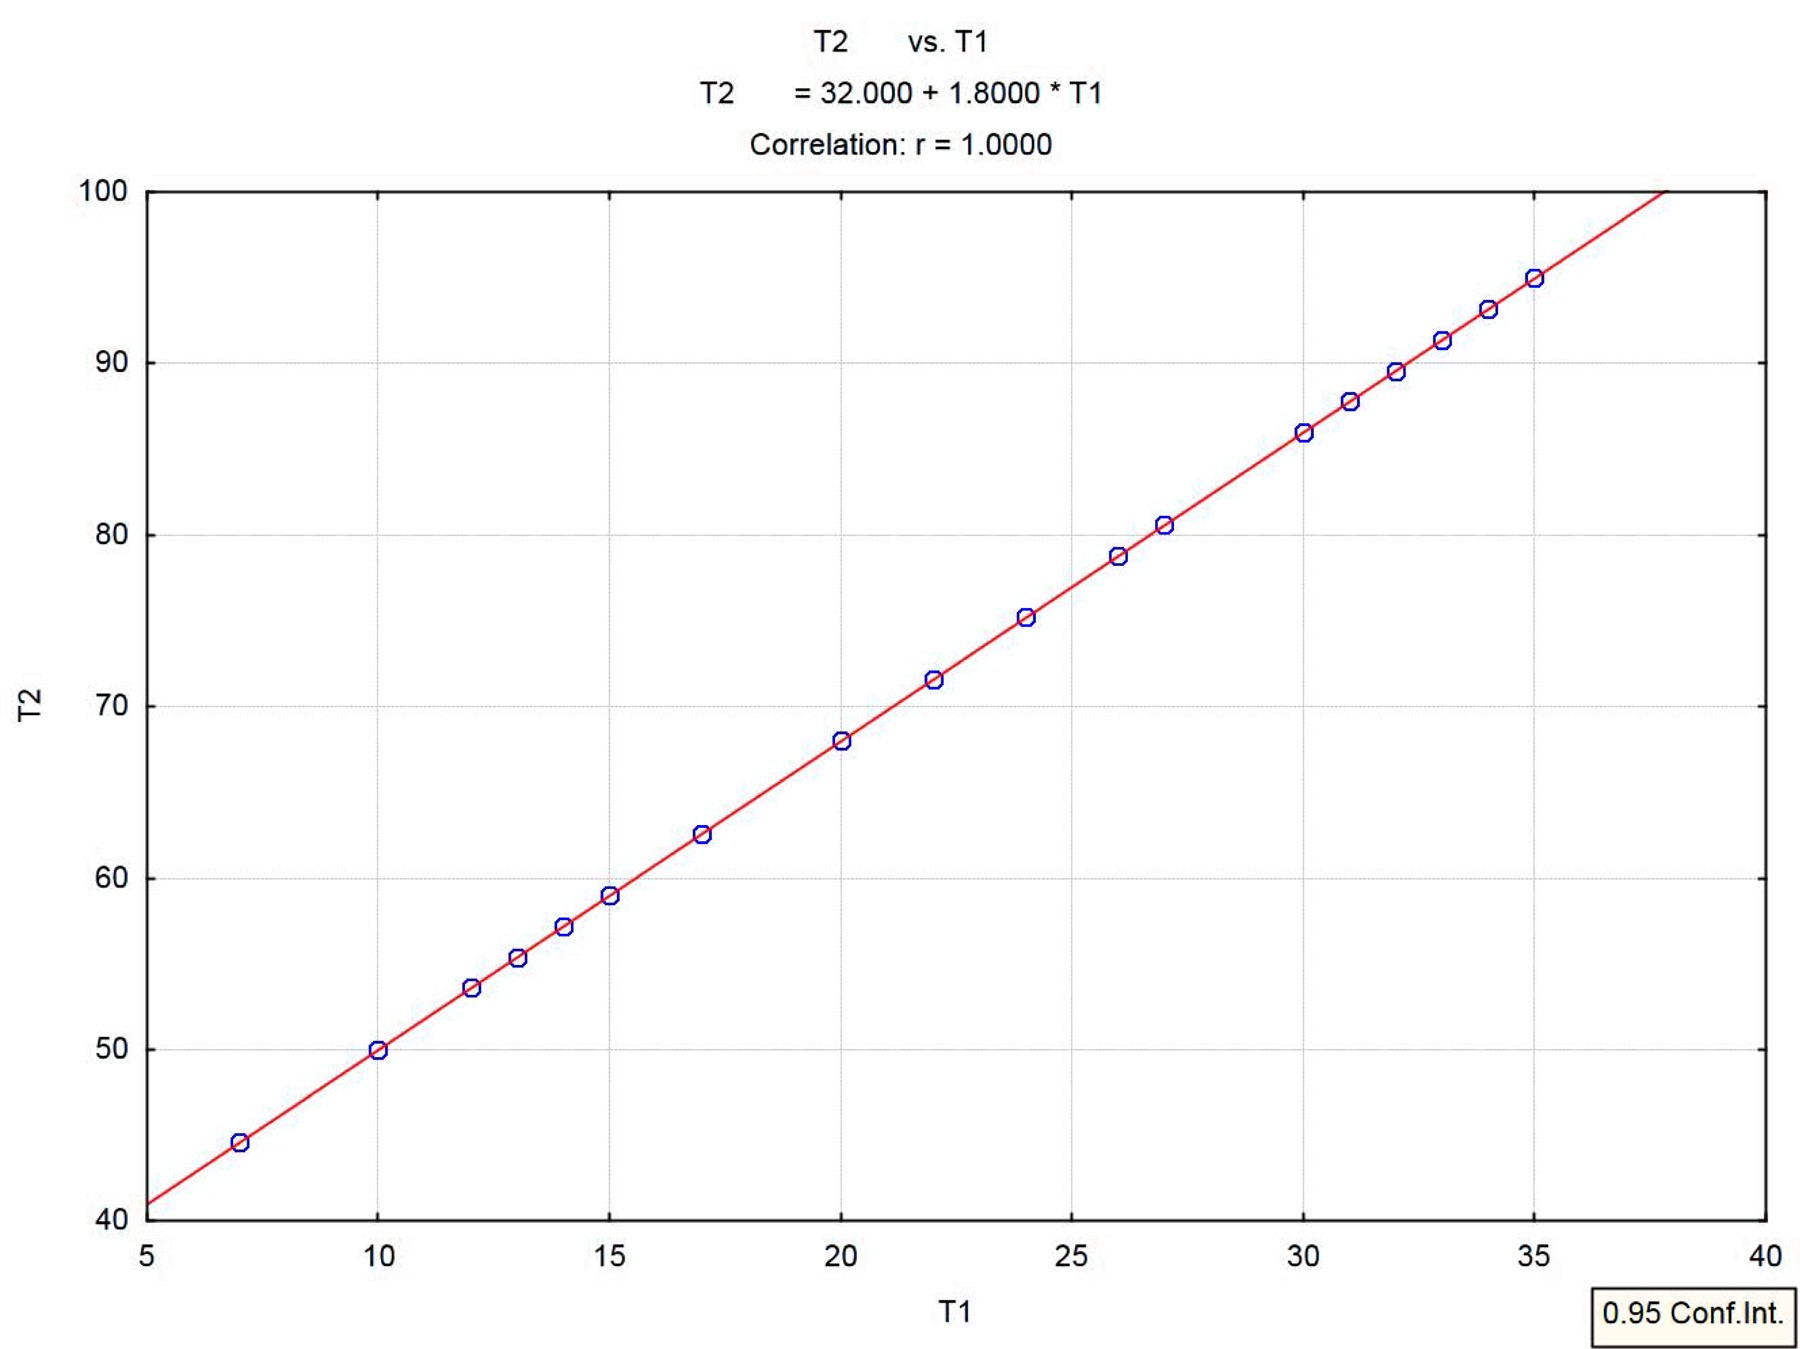 T2 vs. T1
T2 = 32.000 + 1.8000 * T1
Correlation: r = 1.0000
100
90
80
70
60
50
40
T2
5 10 15 20 25 30 35 40
T1
0.95 Conf.Int.